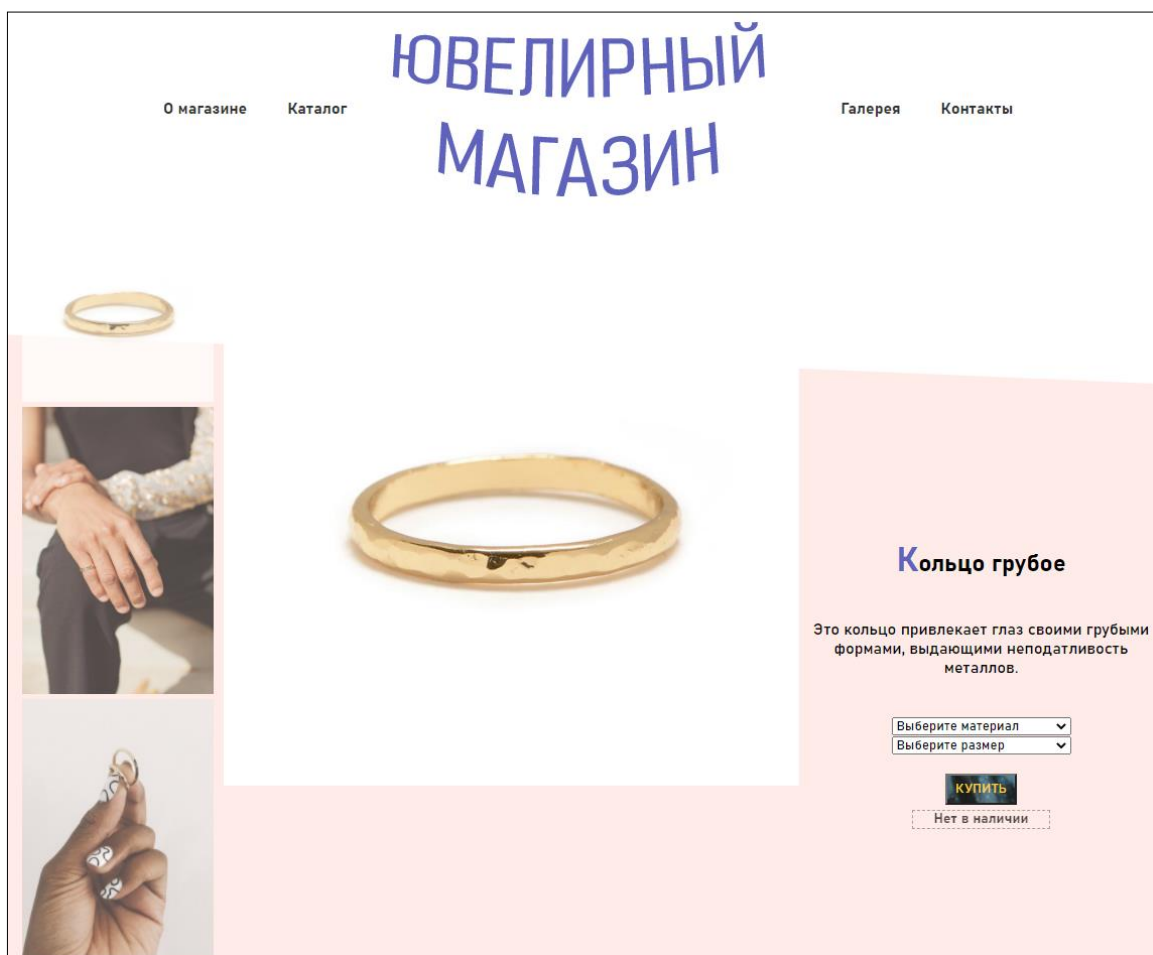 ЮВЕЛИРНЫЙ
МАГАЗИН
О магазине
Каталог
Галерея
Контакты
Кольцо грубое
Это кольцо привлекает глаз своими грубыми
формами, выдающими неподатливость
металлов.
Выберите материал
Выберите размер
КУПИТЬ
Нет в наличии